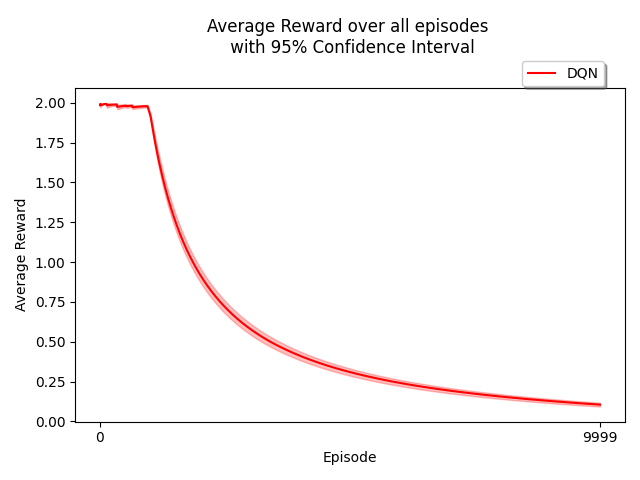 Average Reward over all episodes
with 95% Confidence Interval
DQN
2.00
1.75
1.50
1.25
1.00
0.75
0.50
0.25
0.00
Average Reward
0
9999
Episode